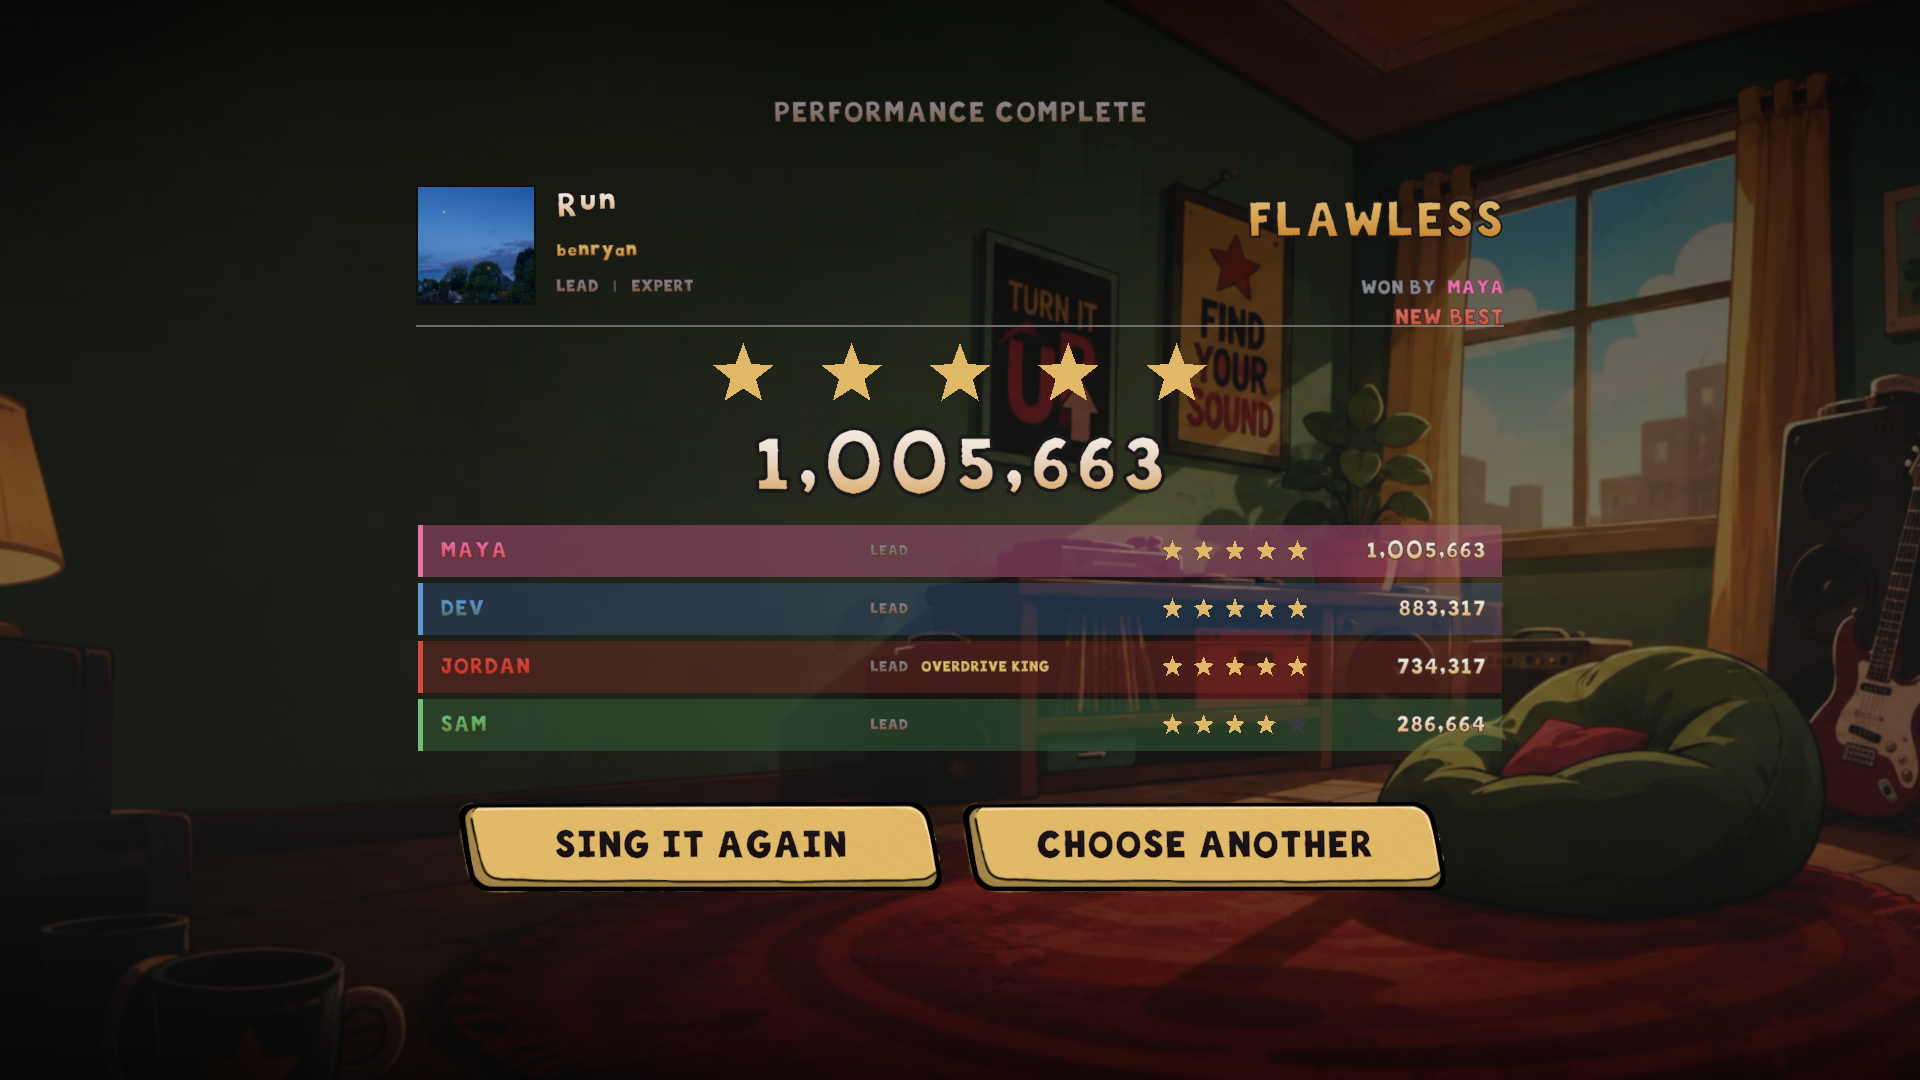 PERFORMANCE COMPLETE
Run
benryan
LEAD | EXPERT
FLAWLESS
WON BY MAYA
NEW BEST
TURN IT
UP
FIND
YOUR
SOUND
1,005,663
MAYA LEAD 1,005,663
DEV LEAD 883,317
JORDAN LEAD OVERDRIVE KING 734,317
SAM LEAD 286,664
SING IT AGAIN
CHOOSE ANOTHER